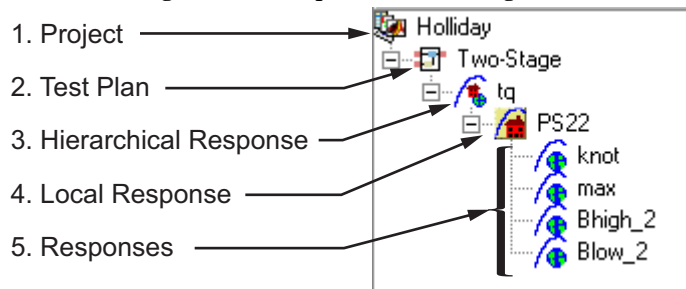 1. Project
2. Test Plan
3. Hierarchical Response
4. Local Response
5. Responses
Holliday
Two-Stage
tq
PS22
knot
max
Bhigh_2
Blow_2